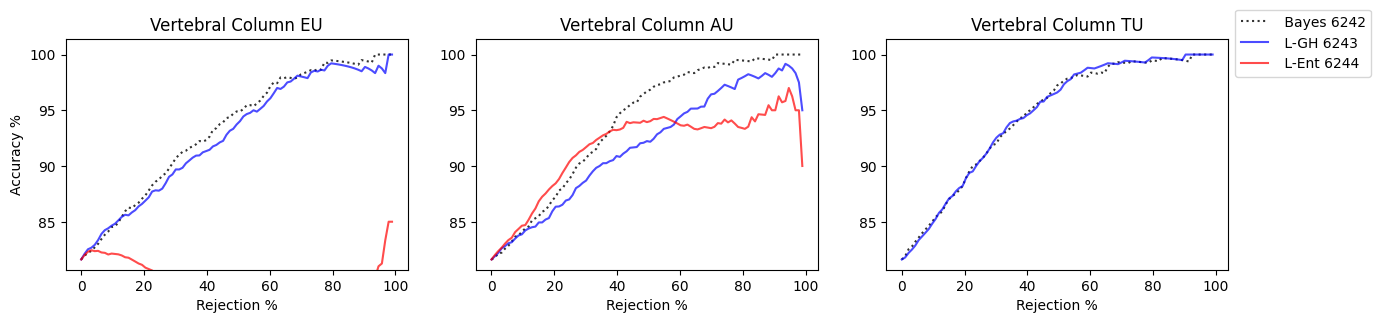 Vertebral Column EU
Vertebral Column AU
Vertebral Column TU
Bayes 6242
L-GH 6243
L-Ent 6244
Accuracy %
100
95
90
85
0 20 40 60 80 100
Rejection %
100
95
90
85
0 20 40 60 80 100
Rejection %
100
95
90
85
0 20 40 60 80 100
Rejection %